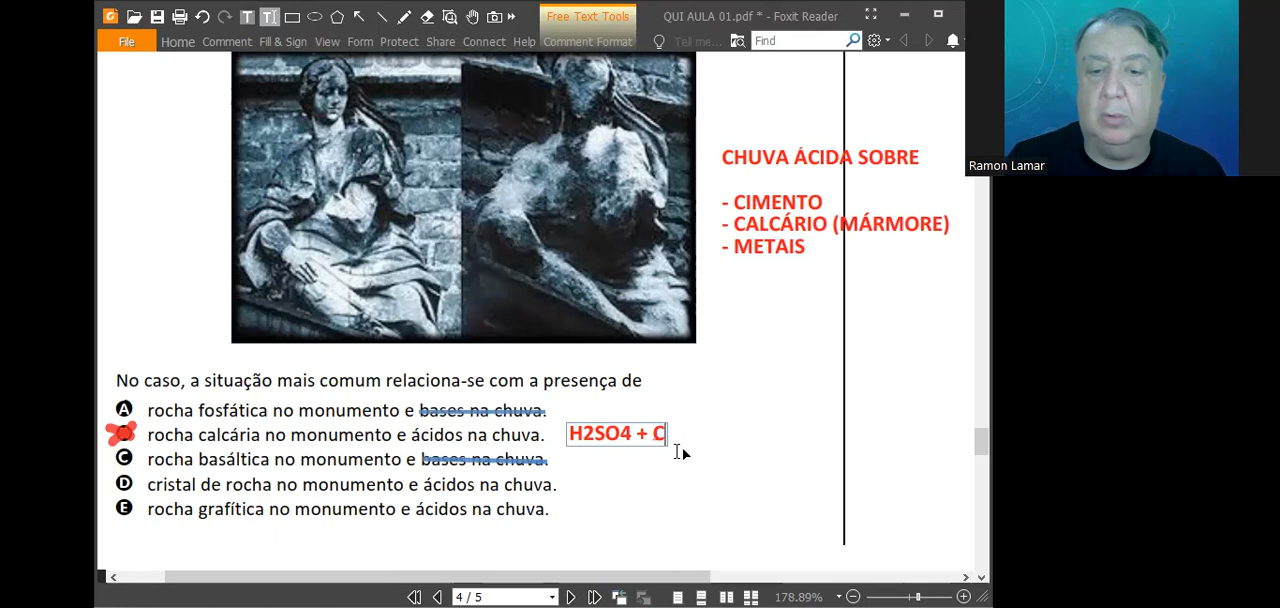 Free Text Tools
QUI AULA 01.pdf * - Foxit Reader
File Home Comment Fill & Sign View Form Protect Share Connect Help Comment Format Tell me... Find
CHUVA ÁCIDA SOBRE
- CIMENTO
- CALCÁRIO (MÁRMORE)
- METAIS
Ramon Lamar
No caso, a situação mais comum relaciona-se com a presença de
A rocha fosfática no monumento e bases na chuva.
rocha calcária no monumento e ácidos na chuva. H2SO4 + C
C rocha basáltica no monumento e bases na chuva.
D cristal de rocha no monumento e ácidos na chuva.
E rocha grafítica no monumento e ácidos na chuva.
4 / 5
178.89%